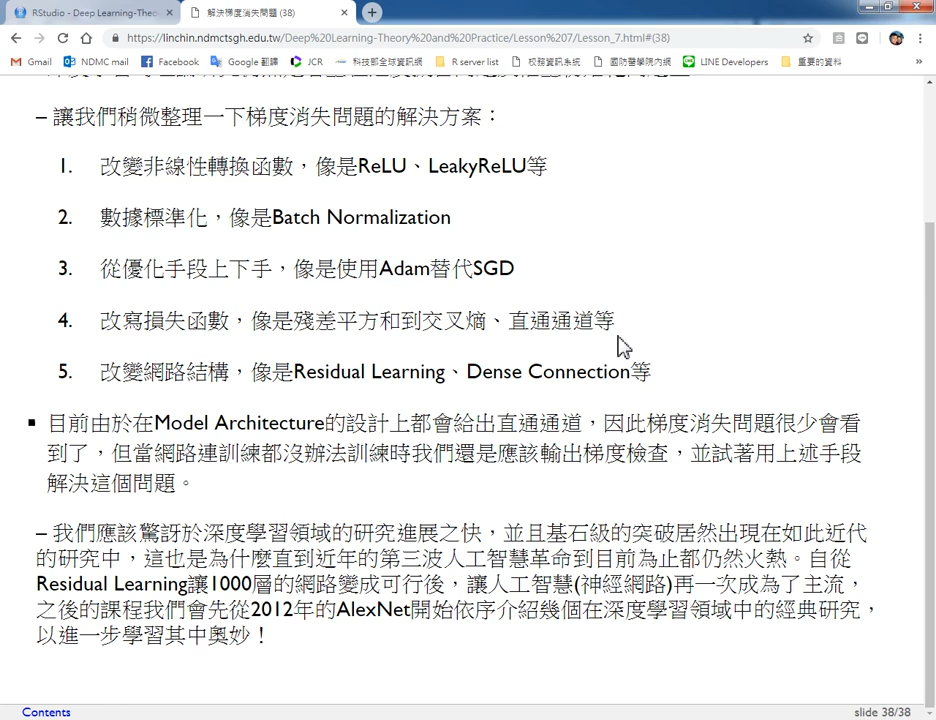 RStudio - Deep Learning-Theo
解決梯度消失問題 (38)
https://linchin.ndmctsgh.edu.tw/Deep%20Learning-Theory%20and%20Practice/Lesson%207/Lesson_7.html#(38)
Gmail NDMC mail Facebook Google 翻譯 JCR 科技部全球資訊網 R server list 校務資訊系統 國防醫學院內網 LINE Developers 重要的資料 »
– 讓我們稍微整理一下梯度消失問題的解決方案：
1. 改變非線性轉換函數，像是ReLU、LeakyReLU等
2. 數據標準化，像是Batch Normalization
3. 從優化手段上下手，像是使用Adam替代SGD
4. 改寫損失函數，像是殘差平方和到交叉熵、直通通道等
5. 改變網路結構，像是Residual Learning、Dense Connection等
▪ 目前由於在Model Architecture的設計上都會給出直通通道，因此梯度消失問題很少會看
到了，但當網路連訓練都沒辦法訓練時我們還是應該輸出梯度檢查，並試著用上述手段
解決這個問題。
– 我們應該驚訝於深度學習領域的研究進展之快，並且基石級的突破居然出現在如此近代
的研究中，這也是為什麼直到近年的第三波人工智慧革命到目前為止都仍然火熱。自從
Residual Learning讓1000層的網路變成可行後，讓人工智慧(神經網路)再一次成為了主流，
之後的課程我們會先從2012年的AlexNet開始依序介紹幾個在深度學習領域中的經典研究，
以進一步學習其中奧妙！
Contents
slide 38/38